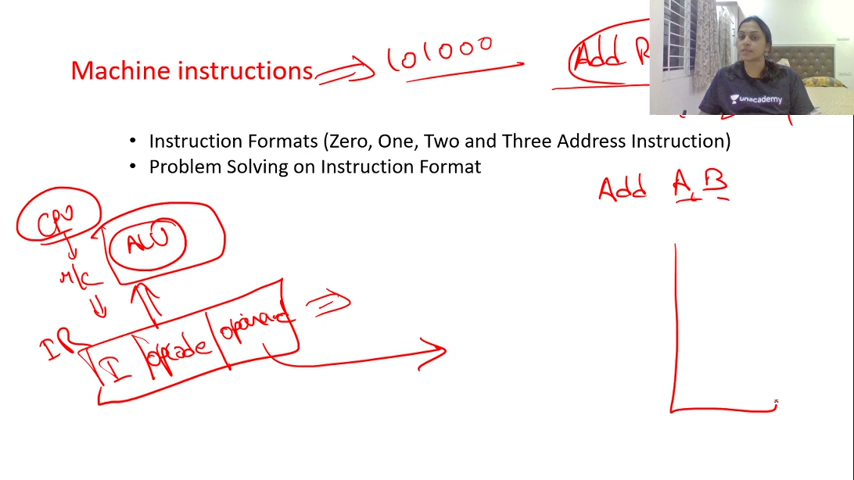 Machine instructions
101000
Add R
unacademy
• Instruction Formats (Zero, One, Two and Three Address Instruction)
• Problem Solving on Instruction Format
Add A, B
CPU
ALU
M/C
IR
I
opcode